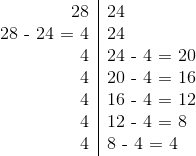 28 24
28 - 24 = 4 24
4 24 - 4 = 20
4 20 - 4 = 16
4 16 - 4 = 12
4 12 - 4 = 8
4 8 - 4 = 4